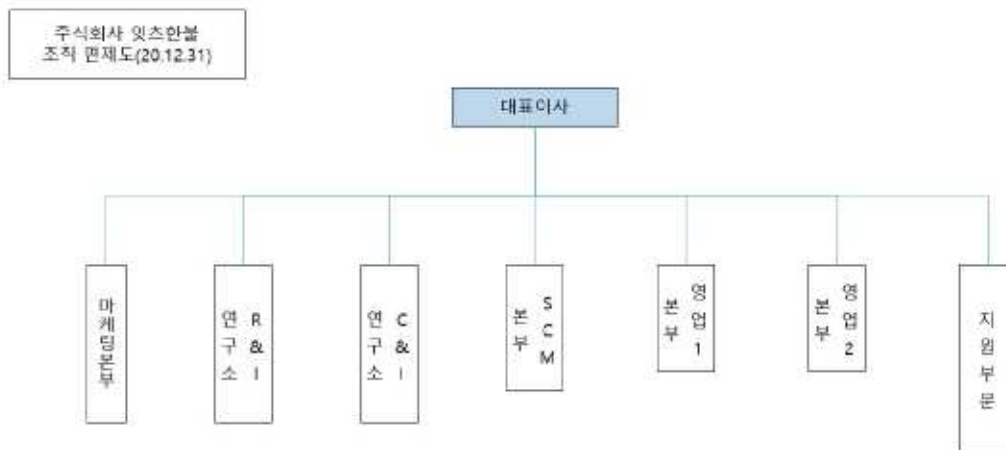 주식회사 잇츠한불
조직 편제도(20.12.31)
대표이사
마케팅본부
R&I
연구소
C&I
연구소
SCM
본부
영업1
본부
영업2
본부
지원부문